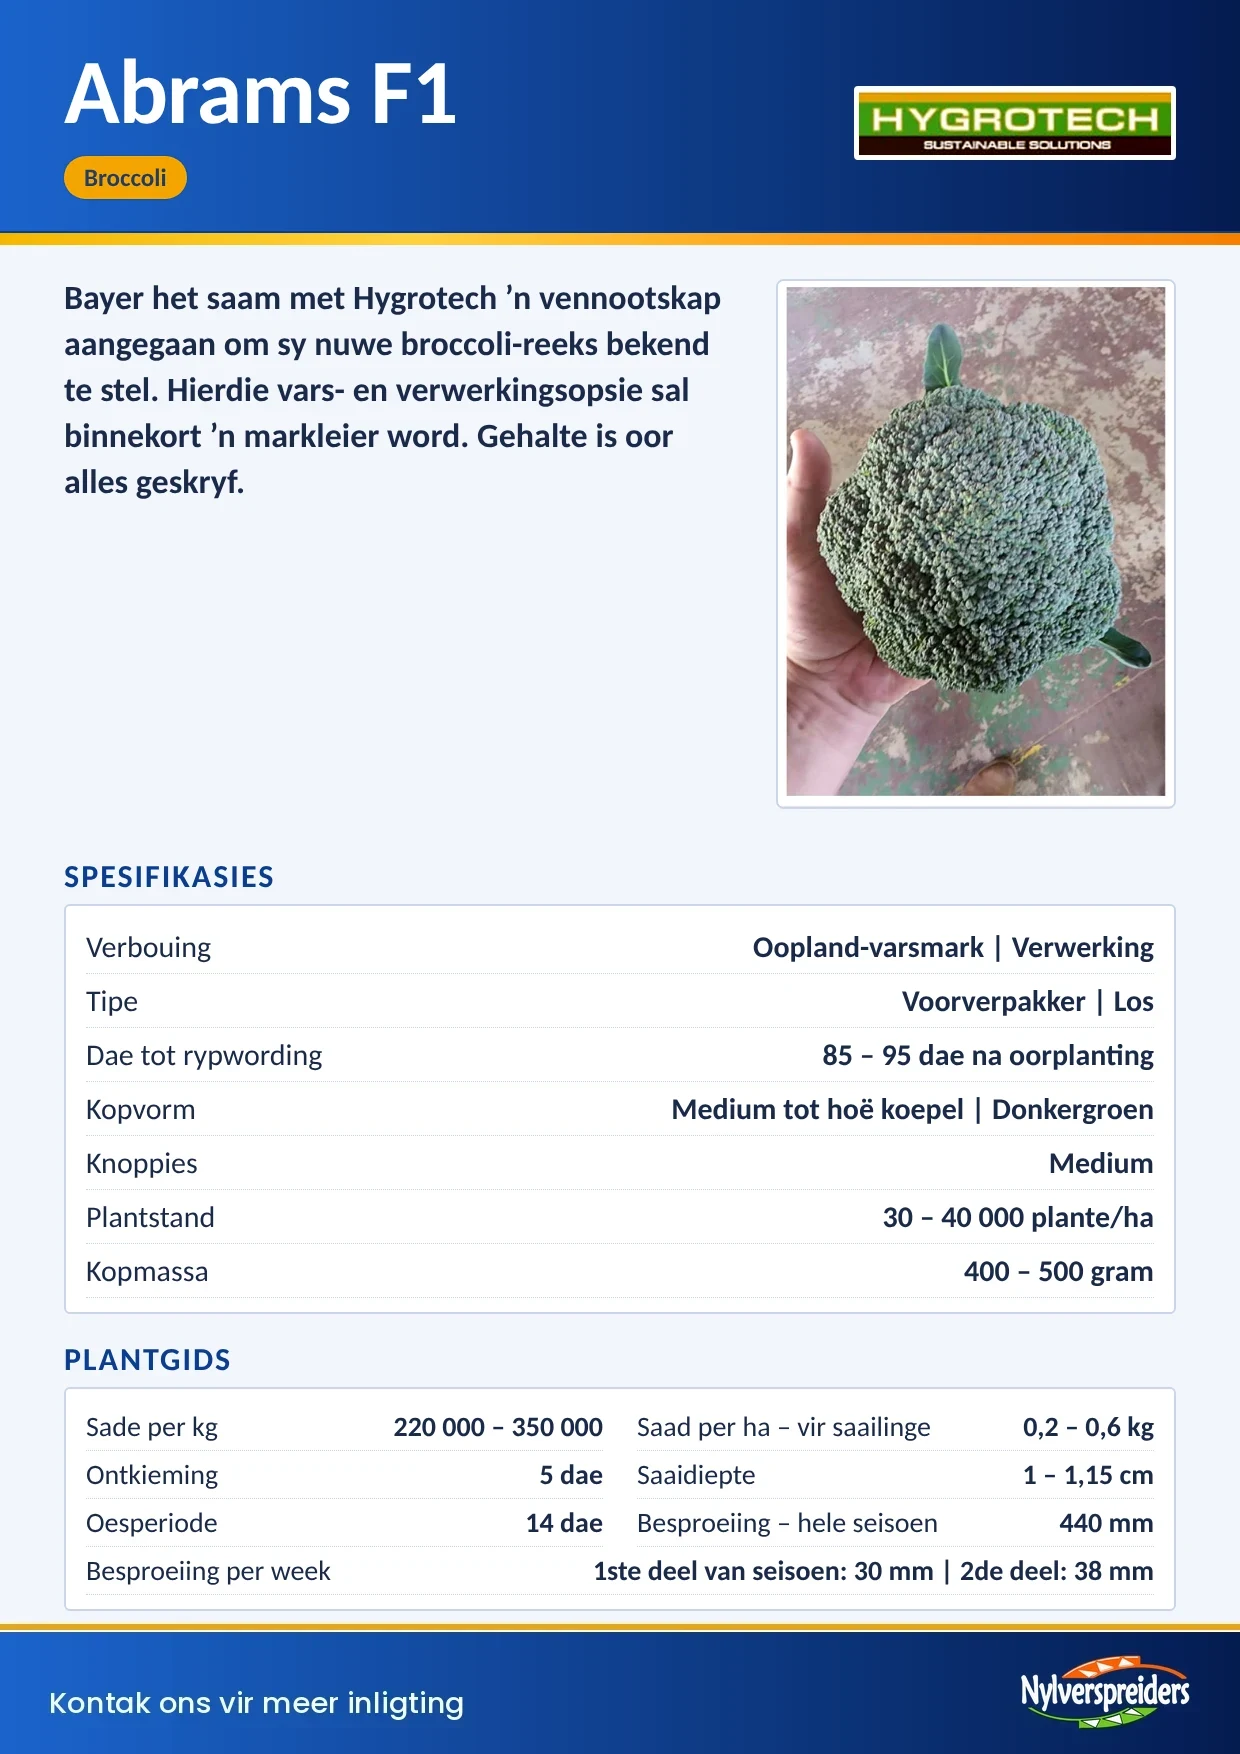 Abrams F1
Broccoli
HYGROTECH
SUSTAINABLE SOLUTIONS
Bayer het saam met Hygrotech ’n vennootskap
aangegaan om sy nuwe broccoli-reeks bekend
te stel. Hierdie vars- en verwerkingsopsie sal
binnekort ’n markleier word. Gehalte is oor
alles geskryf.
SPESIFIKASIES
Verbouing Oopland-varsmark | Verwerking
Tipe Voorverpakker | Los
Dae tot rypwording 85 – 95 dae na oorplanting
Kopvorm Medium tot hoë koepel | Donkergroen
Knoppies Medium
Plantstand 30 – 40 000 plante/ha
Kopmassa 400 – 500 gram
PLANTGIDS
Sade per kg 220 000 – 350 000 Saad per ha – vir saailinge 0,2 – 0,6 kg
Ontkieming 5 dae Saaidiepte 1 – 1,15 cm
Oesperiode 14 dae Besproeiing – hele seisoen 440 mm
Besproeiing per week 1ste deel van seisoen: 30 mm | 2de deel: 38 mm
Kontak ons vir meer inligting
Nylverspreiders